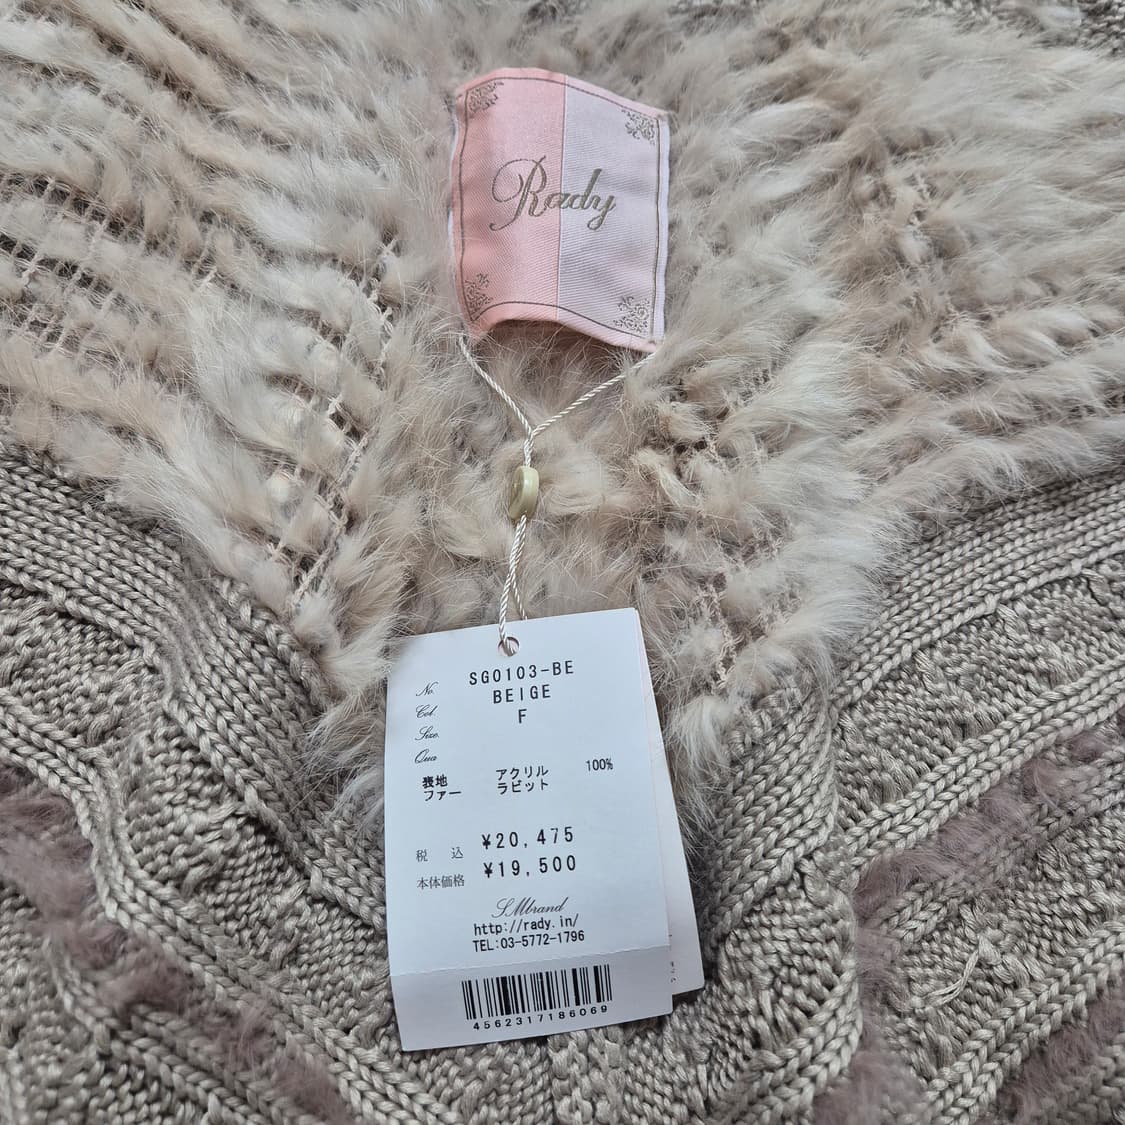 Rady
No. SG0103-BE
Col. BEIGE
Size. F
Qua
表地 アクリル 100%
ファー ラビット
税 込 ¥20,475
本体価格 ¥19,500
SMbrand
http://rady.in/
TEL:03-5772-1796
4562317186069